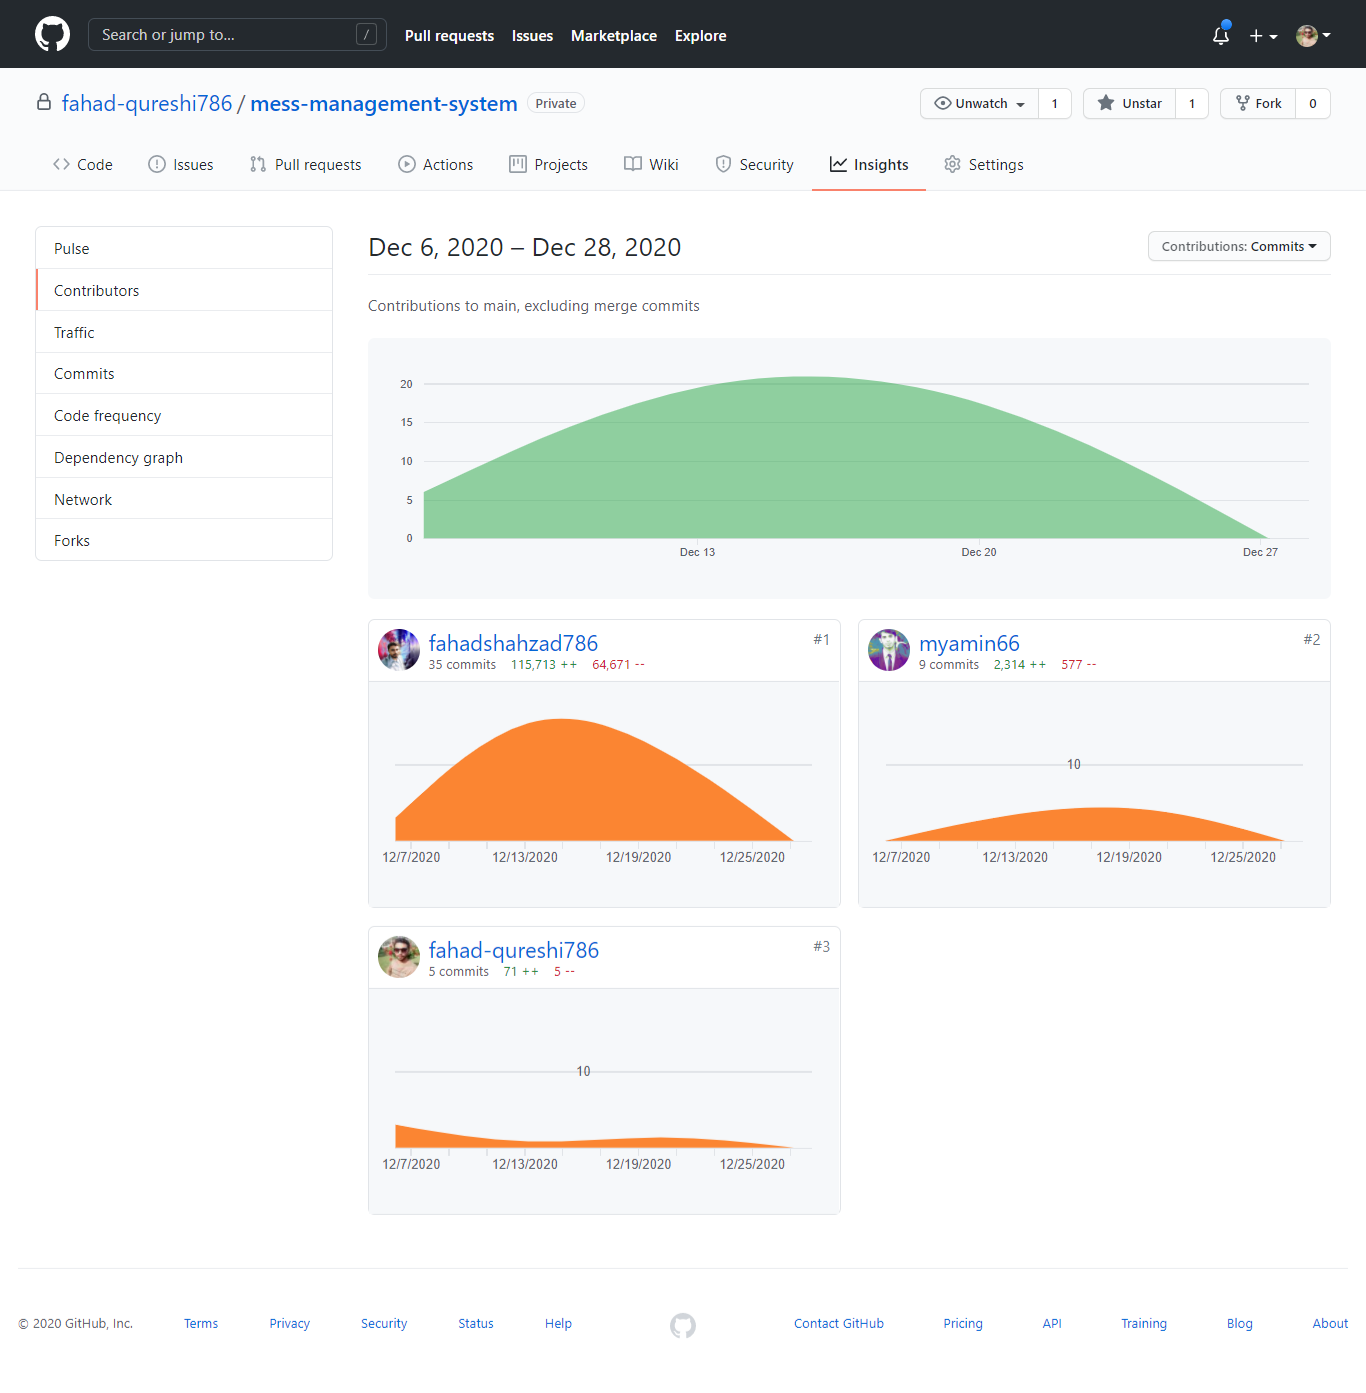 Search or jump to... /
Pull requests Issues Marketplace Explore
fahad-qureshi786 / mess-management-system Private
Unwatch 1 Unstar 1 Fork 0
Code Issues Pull requests Actions Projects Wiki Security Insights Settings
Pulse
Contributors
Traffic
Commits
Code frequency
Dependency graph
Network
Forks
Dec 6, 2020 – Dec 28, 2020
Contributions: Commits
Contributions to main, excluding merge commits
20
15
10
5
0
Dec 13 Dec 20 Dec 27
fahadshahzad786 #1
35 commits 115,713 ++ 64,671 --
12/7/2020 12/13/2020 12/19/2020 12/25/2020
myamin66 #2
9 commits 2,314 ++ 577 --
10
12/7/2020 12/13/2020 12/19/2020 12/25/2020
fahad-qureshi786 #3
5 commits 71 ++ 5 --
10
12/7/2020 12/13/2020 12/19/2020 12/25/2020
© 2020 GitHub, Inc. Terms Privacy Security Status Help Contact GitHub Pricing API Training Blog About